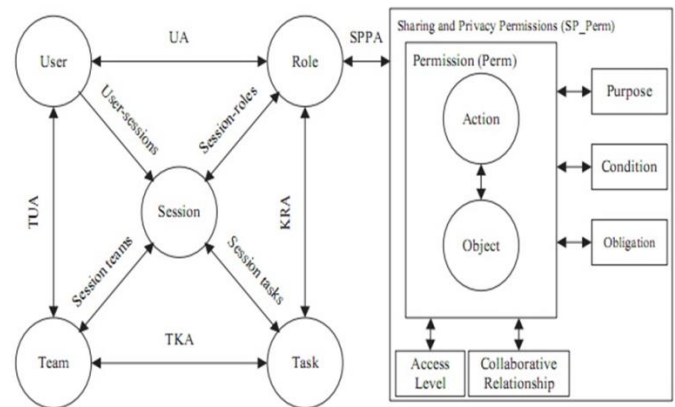 Sharing and Privacy Permissions (SP_Perm)
User
UA
Role
SPPA
Permission (Perm)
Action
Purpose
User-sessions
Session-roles
Condition
TUA
Session
KRA
Object
Obligation
Session teams
Session tasks
Team
TKA
Task
Access
Level
Collaborative
Relationship